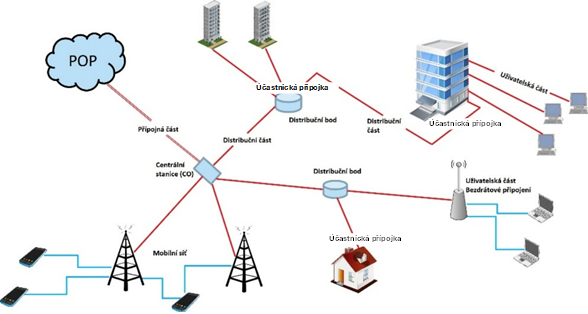 POP
Účastnická přípojka
Uživatelská část
Distribuční bod
Distribuční
část
Účastnická přípojka
Přípojná část
Distribuční část
Centrální
stanice (CO)
Distribuční bod
Uživatelská část
Bezdrátové připojení
Účastnická přípojka
Mobilní síť